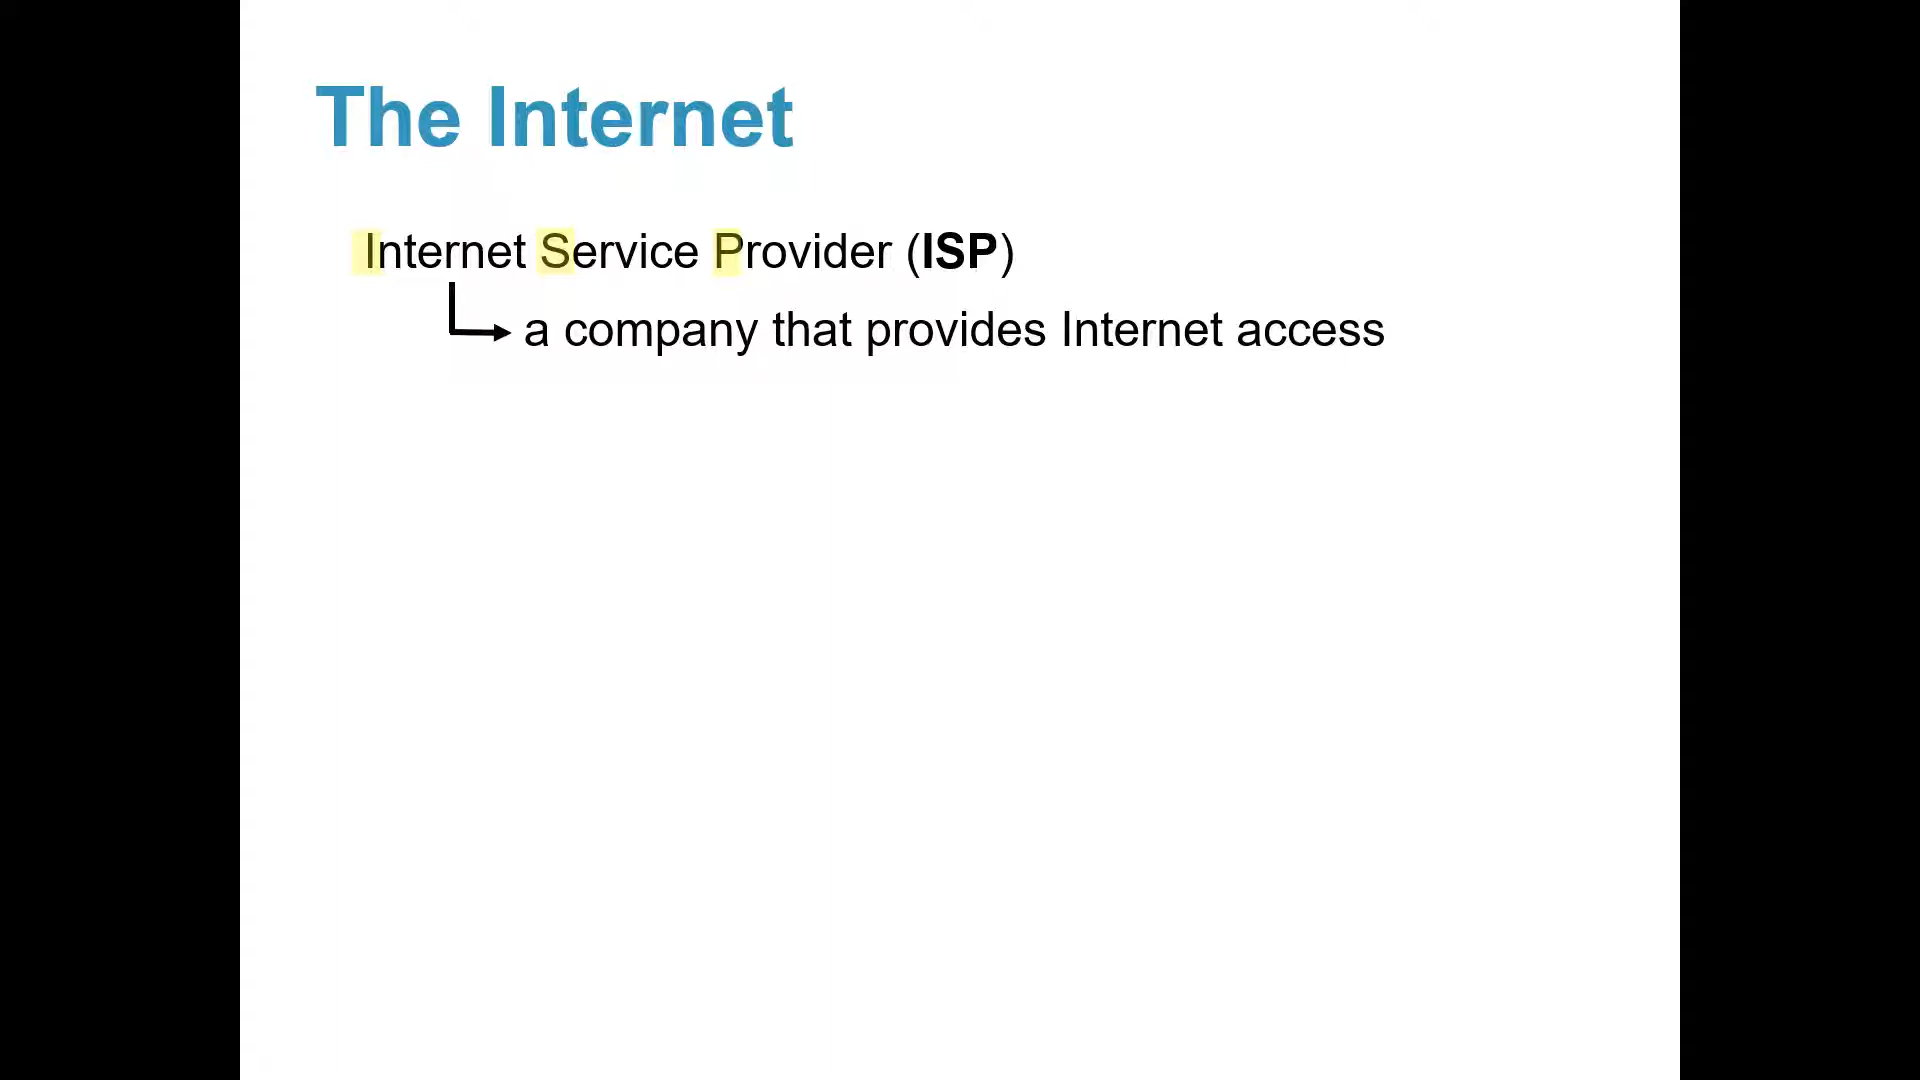 The Internet
Internet Service Provider (ISP)
a company that provides Internet access